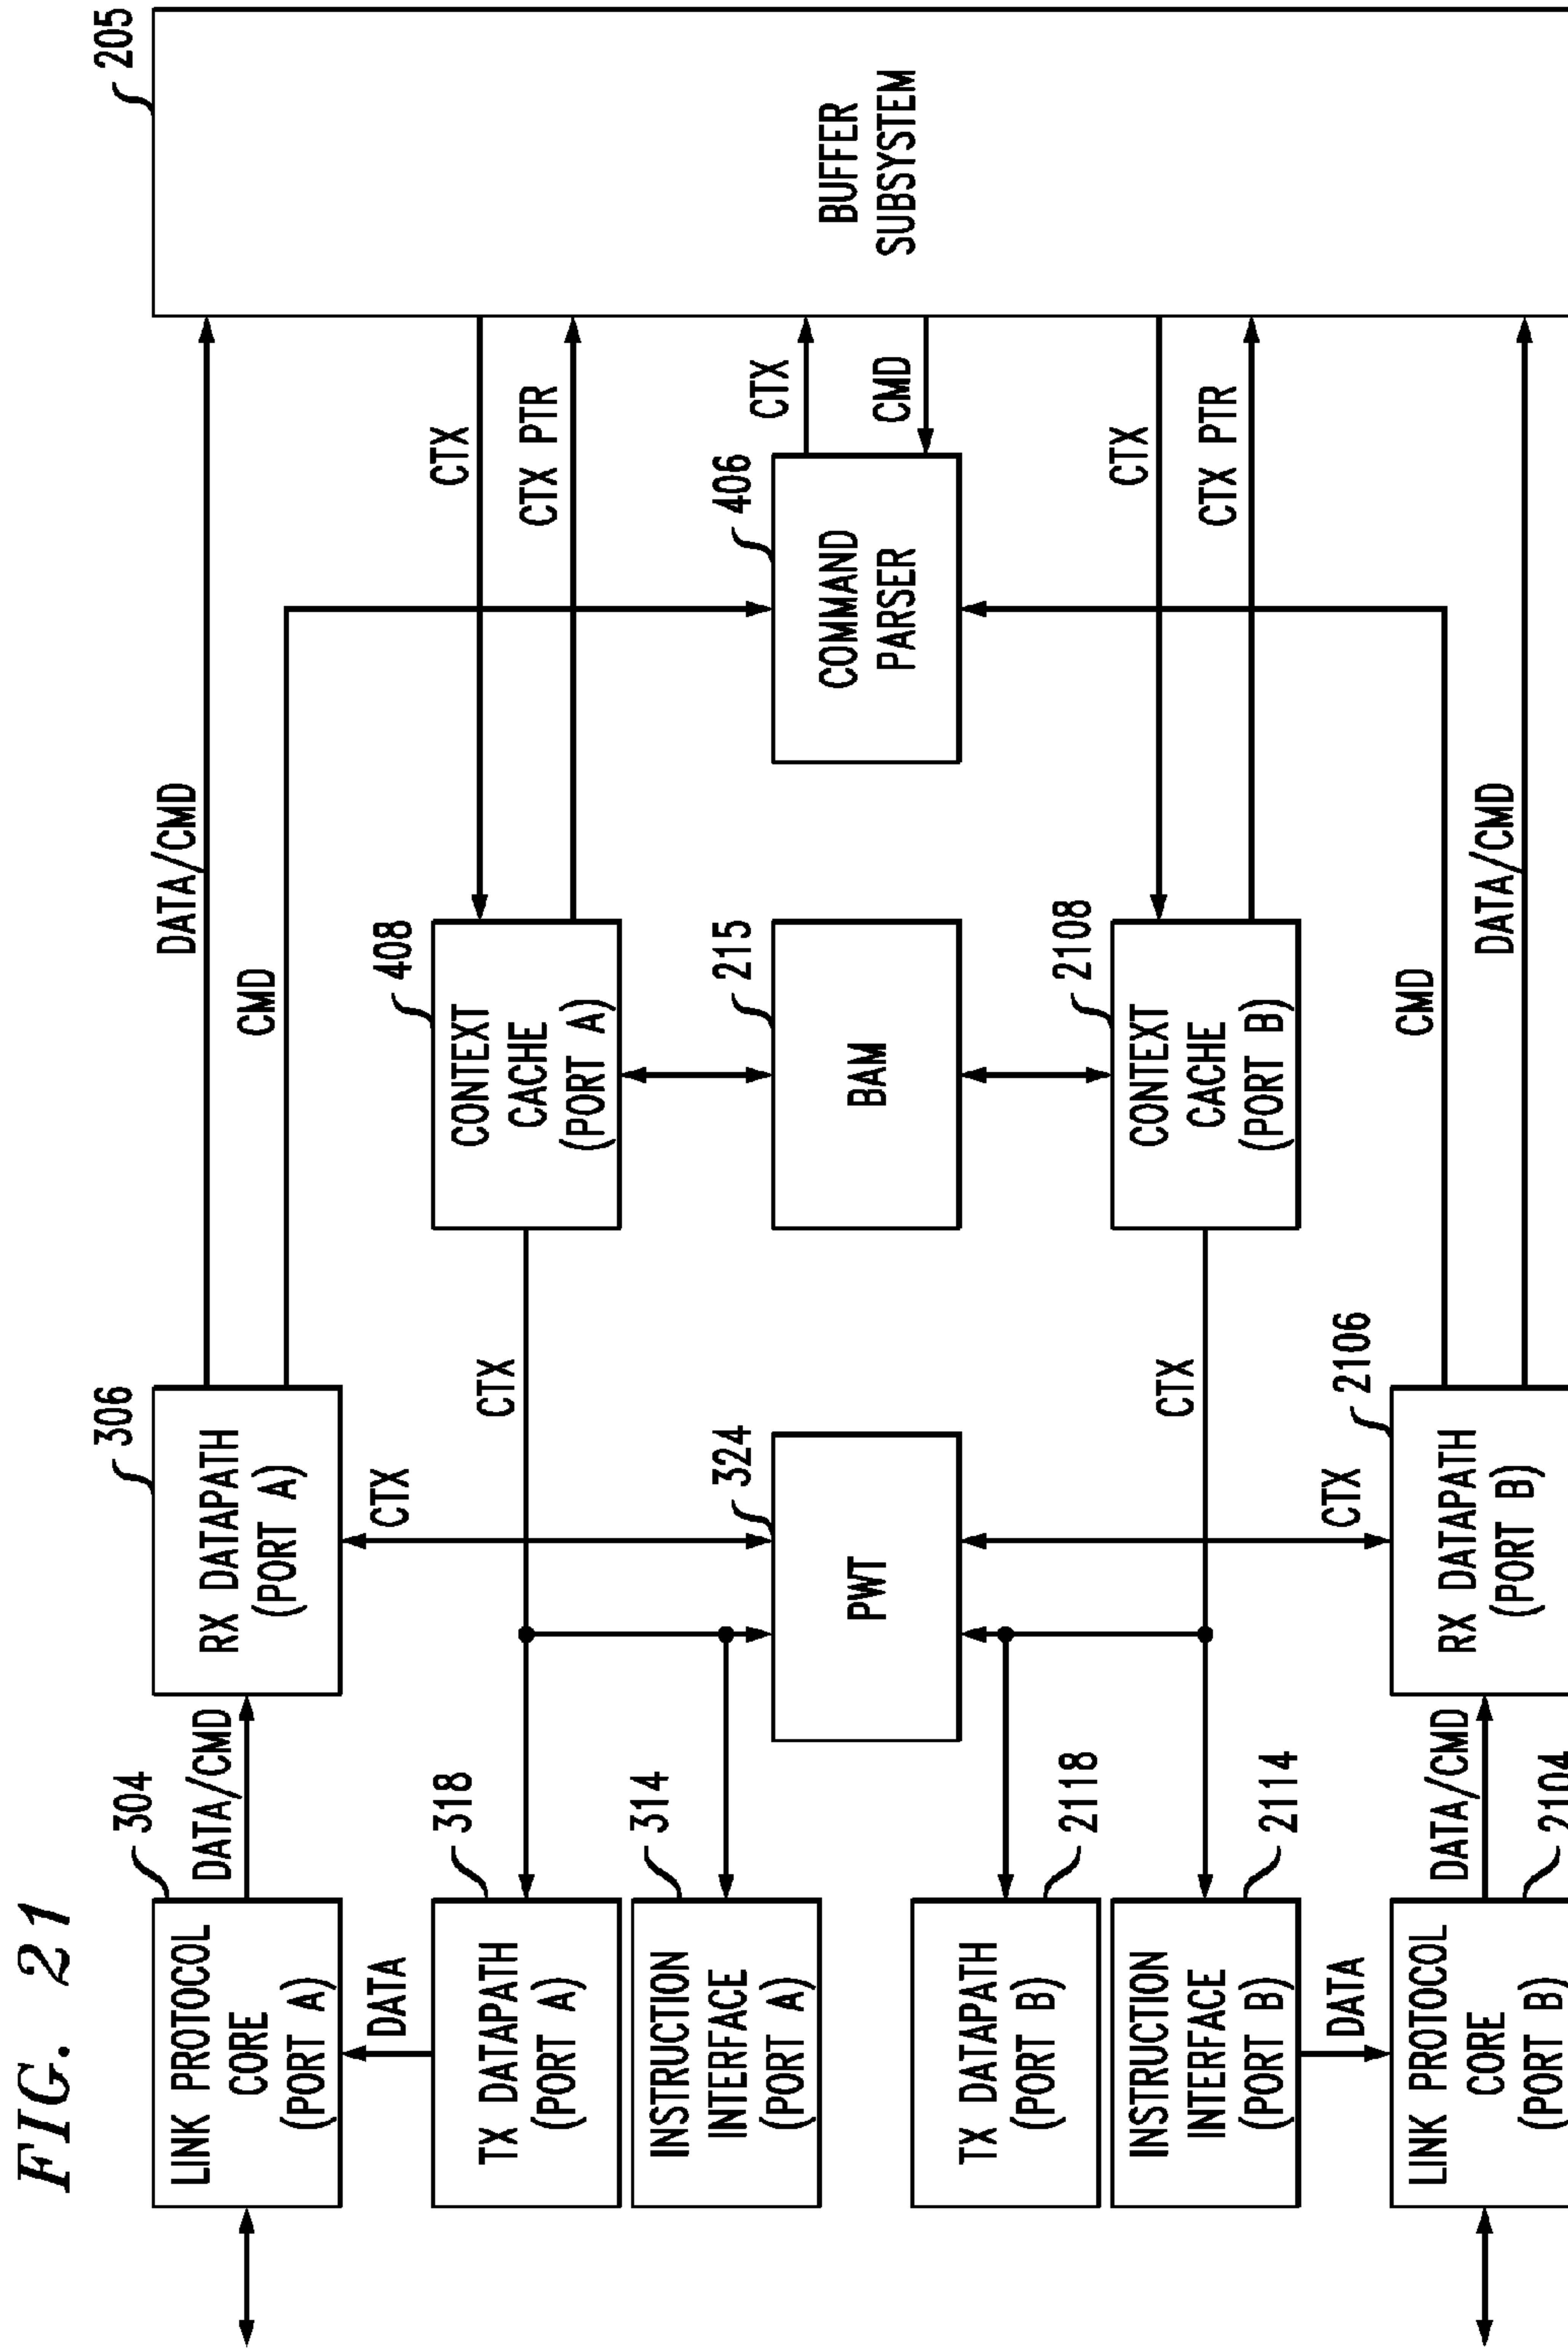 FIG. 21
205
BUFFER
SUBSYSTEM
DATA/CMD
CMD
CTX
CTX PTR
CTX
CMD
406
COMMAND
PARSER
CTX
CTX PTR
CMD
DATA/CMD
408
CONTEXT
CACHE
(PORT A)
215
BAM
2108
CONTEXT
CACHE
(PORT B)
306
RX DATAPATH
(PORT A)
CTX
CTX
324
PWT
CTX
CTX
2106
RX DATAPATH
(PORT B)
304
DATA/CMD
LINK PROTOCOL
CORE
(PORT A)
DATA
318
TX DATAPATH
(PORT A)
314
INSTRUCTION
INTERFACE
(PORT A)
2118
TX DATAPATH
(PORT B)
2114
INSTRUCTION
INTERFACE
(PORT B)
DATA
DATA/CMD
2104
LINK PROTOCOL
CORE
(PORT B)